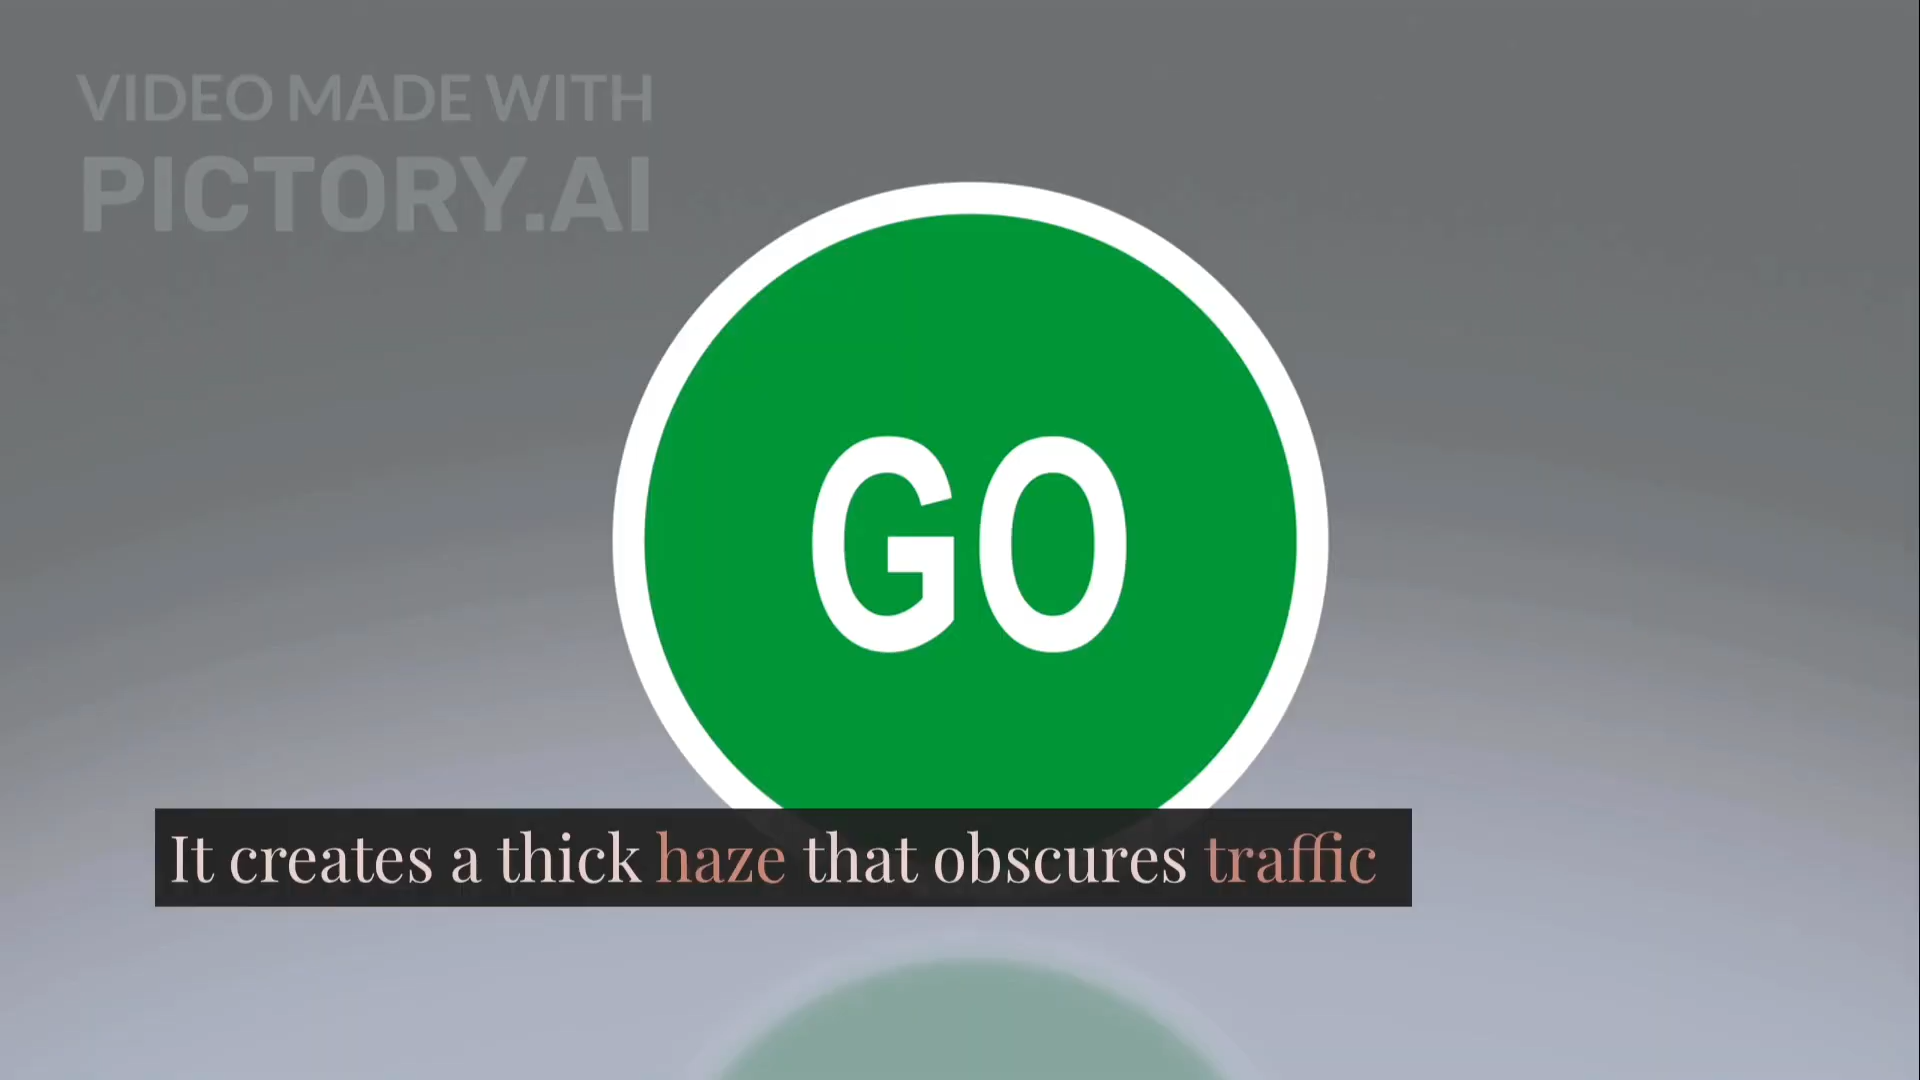 VIDEO MADE WITH
PICTORY.AI
GO
It creates a thick haze that obscures traffic